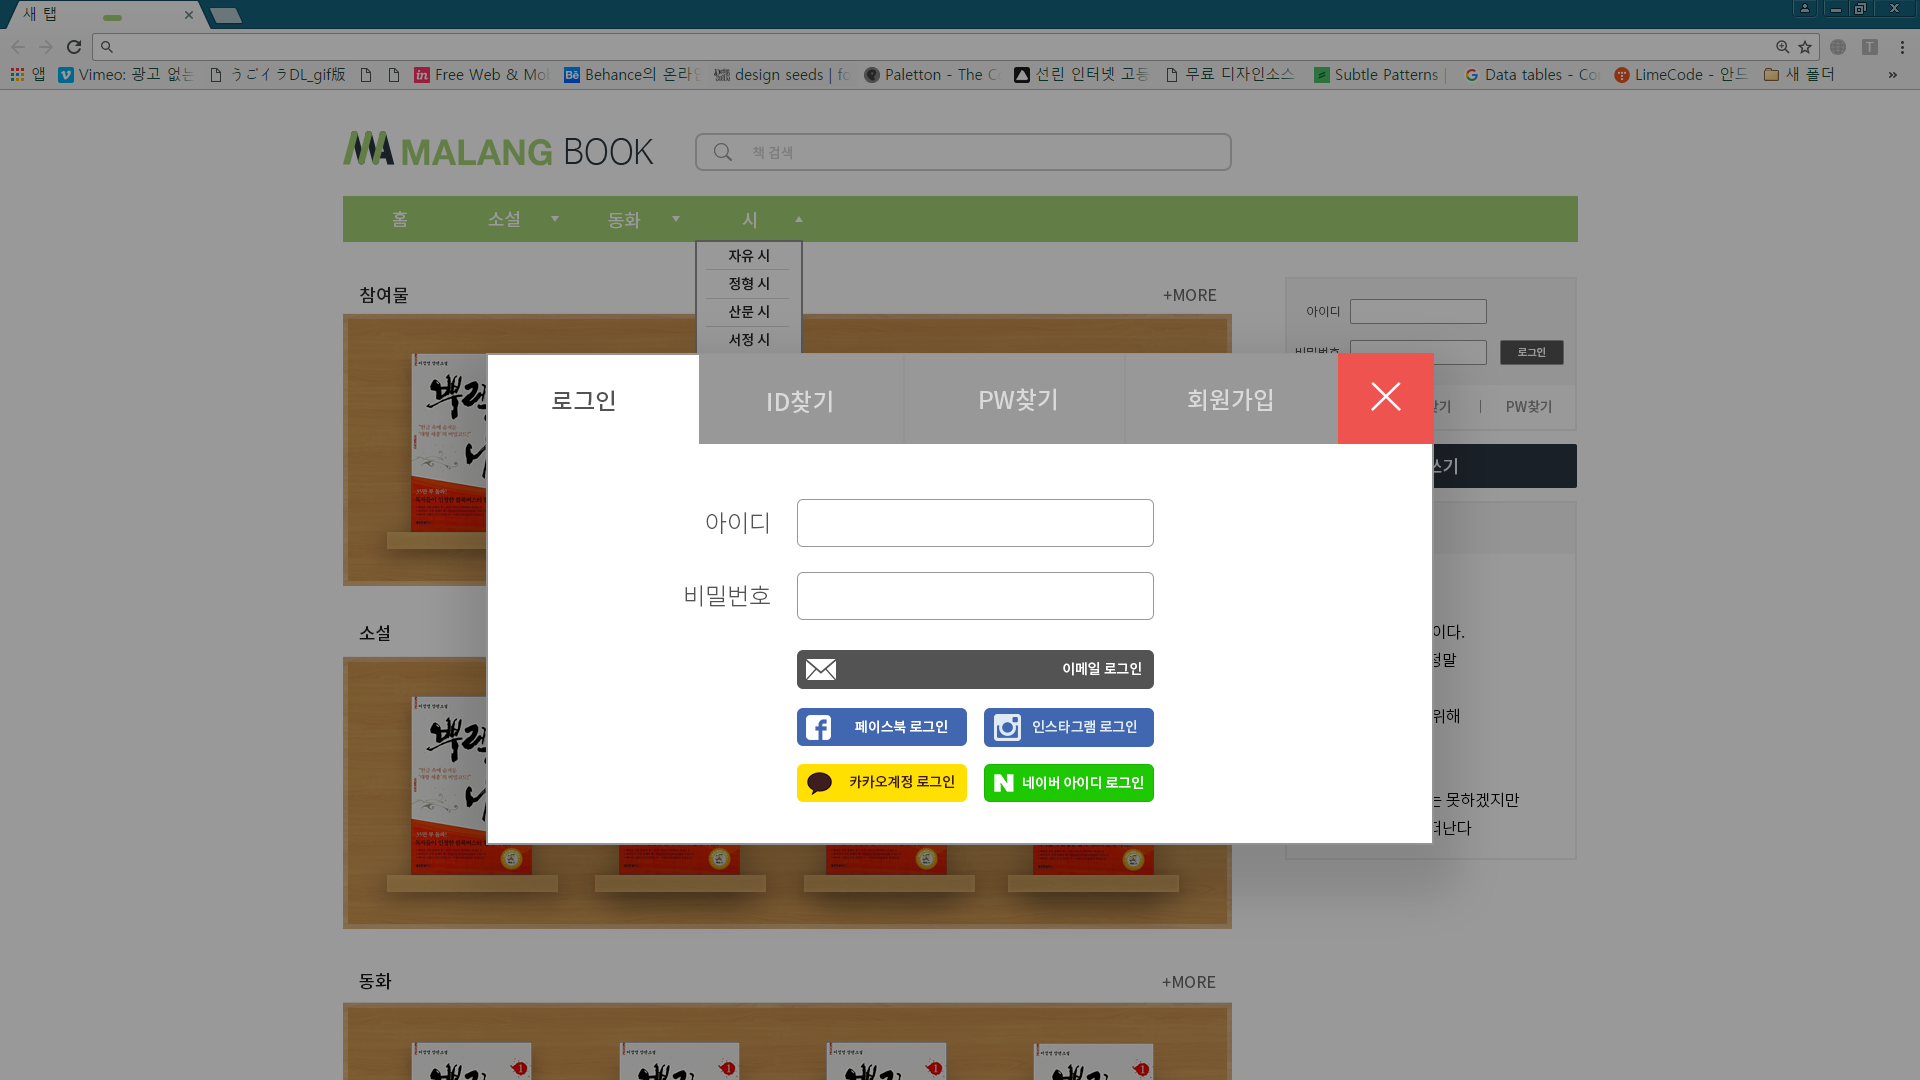 새 탭
앱
Vimeo: 광고 없는
うごイラDL_gif版
Free Web & Mo
Behance의 온라인
design seeds | fo
Paletton - The Co
선린 인터넷 고등
무료 디자인소스
Subtle Patterns |
Data tables - Co
LimeCode - 안드
새 폴더
MALANG BOOK
책 검색
홈
소설
동화
시
자유 시
정형 시
산문 시
서정 시
참여물
+MORE
아이디
비밀번호
로그인
찾기
PW찾기
쓰기
로그인
ID찾기
PW찾기
회원가입
아이디
비밀번호
이메일 로그인
페이스북 로그인
인스타그램 로그인
카카오계정 로그인
네이버 아이디 로그인
소설
이다.
정말
위해
는 못하겠지만
떠난다
동화
+MORE